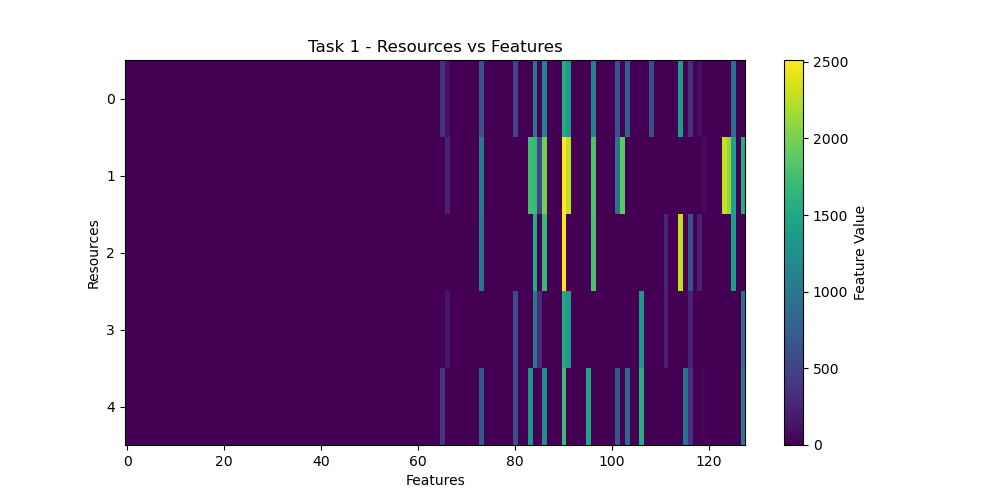 Task 1 - Resources vs Features
Resources
0
1
2
3
4
0 20 40 60 80 100 120
Features
2500
2000
1500
1000
500
0
Feature Value